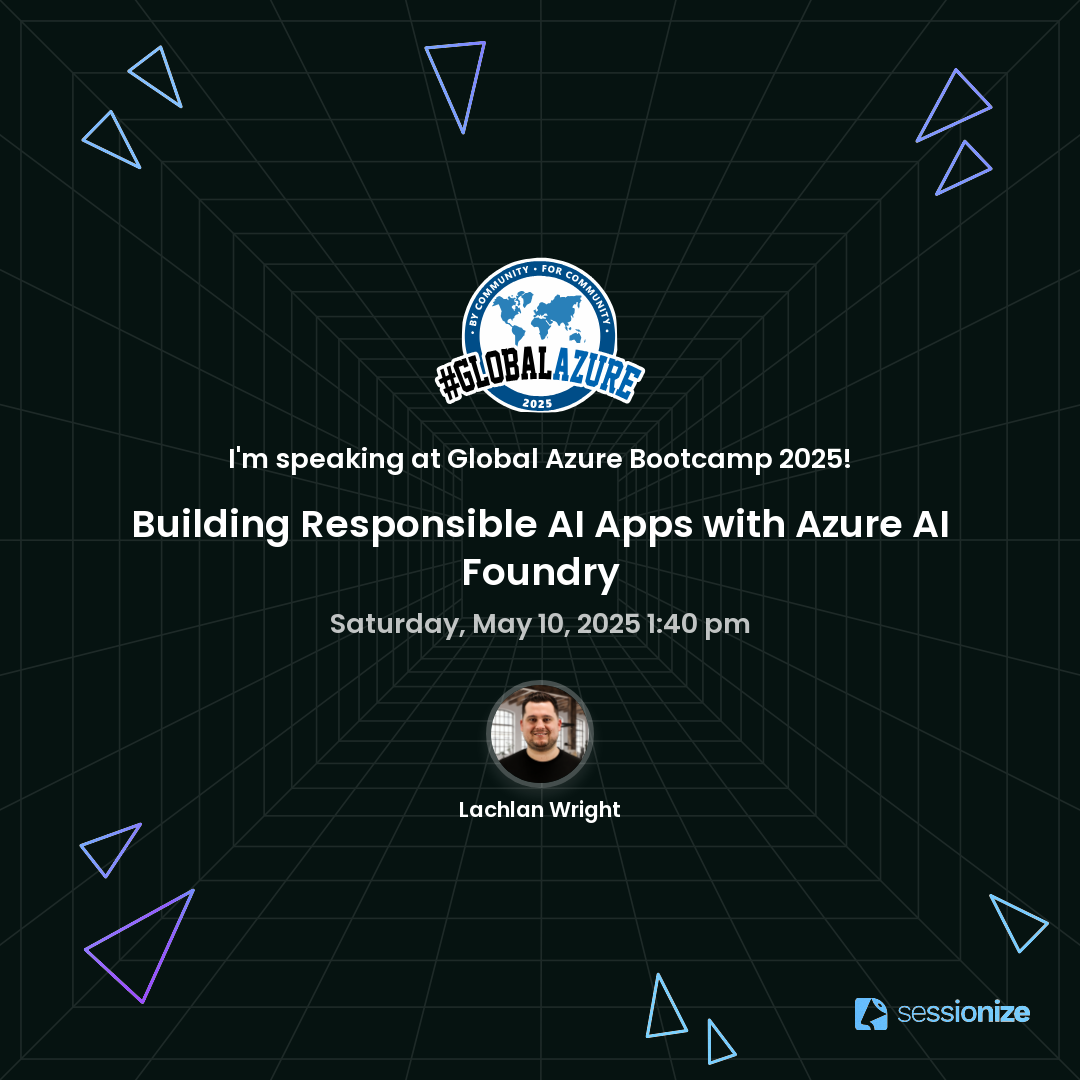 • BY COMMUNITY • FOR COMMUNITY •
#GLOBALAZURE
2025
I'm speaking at Global Azure Bootcamp 2025!
Building Responsible AI Apps with Azure AI
Foundry
Saturday, May 10, 2025 1:40 pm
Lachlan Wright
sessionize